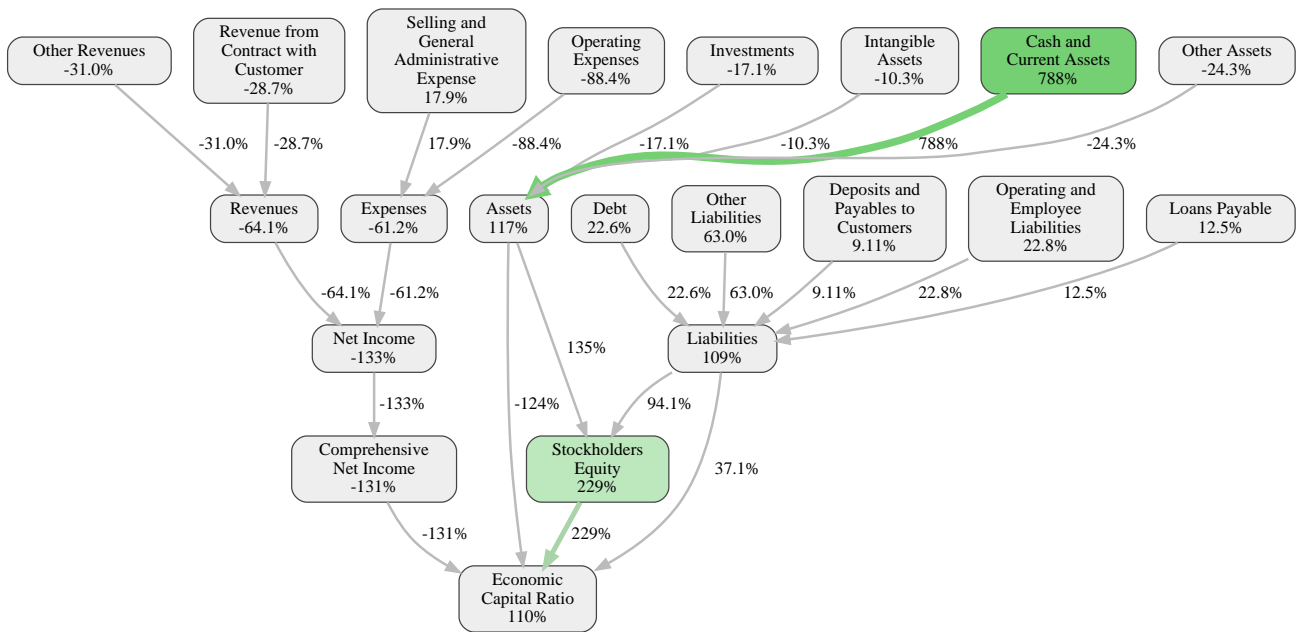 Other Revenues
-31.0%
Revenue from
Contract with
Customer
-28.7%
Selling and
General
Administrative
Expense
17.9%
Operating
Expenses
-88.4%
Investments
-17.1%
Intangible
Assets
-10.3%
Cash and
Current Assets
788%
Other Assets
-24.3%
-31.0%
-28.7%
17.9%
-88.4%
-17.1%
-10.3%
788%
-24.3%
Revenues
-64.1%
Expenses
-61.2%
Assets
117%
Debt
22.6%
Other
Liabilities
63.0%
Deposits and
Payables to
Customers
9.11%
Operating and
Employee
Liabilities
22.8%
Loans Payable
12.5%
-64.1%
-61.2%
22.6%
63.0%
9.11%
22.8%
12.5%
Net Income
-133%
135%
Liabilities
109%
-133%
-124%
94.1%
Comprehensive
Net Income
-131%
Stockholders
Equity
229%
37.1%
-131%
229%
Economic
Capital Ratio
110%